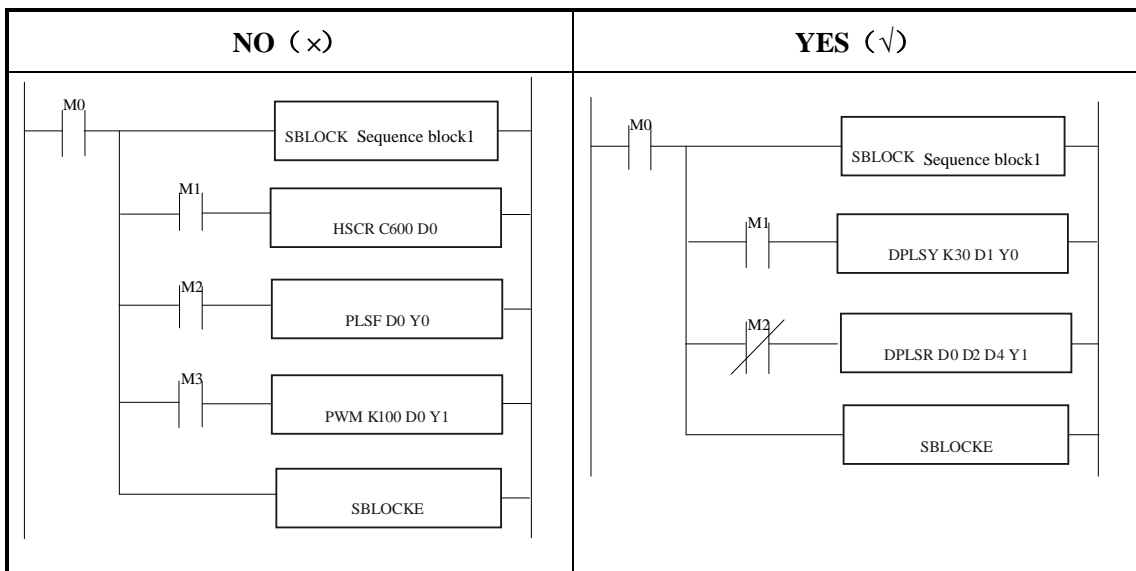 NO（×）
YES（√）
M0
SBLOCK Sequence block1
M1
HSCR C600 D0
M2
PLSF D0 Y0
M3
PWM K100 D0 Y1
SBLOCKE
M0
SBLOCK Sequence block1
M1
DPLSY K30 D1 Y0
M2
DPLSR D0 D2 D4 Y1
SBLOCKE